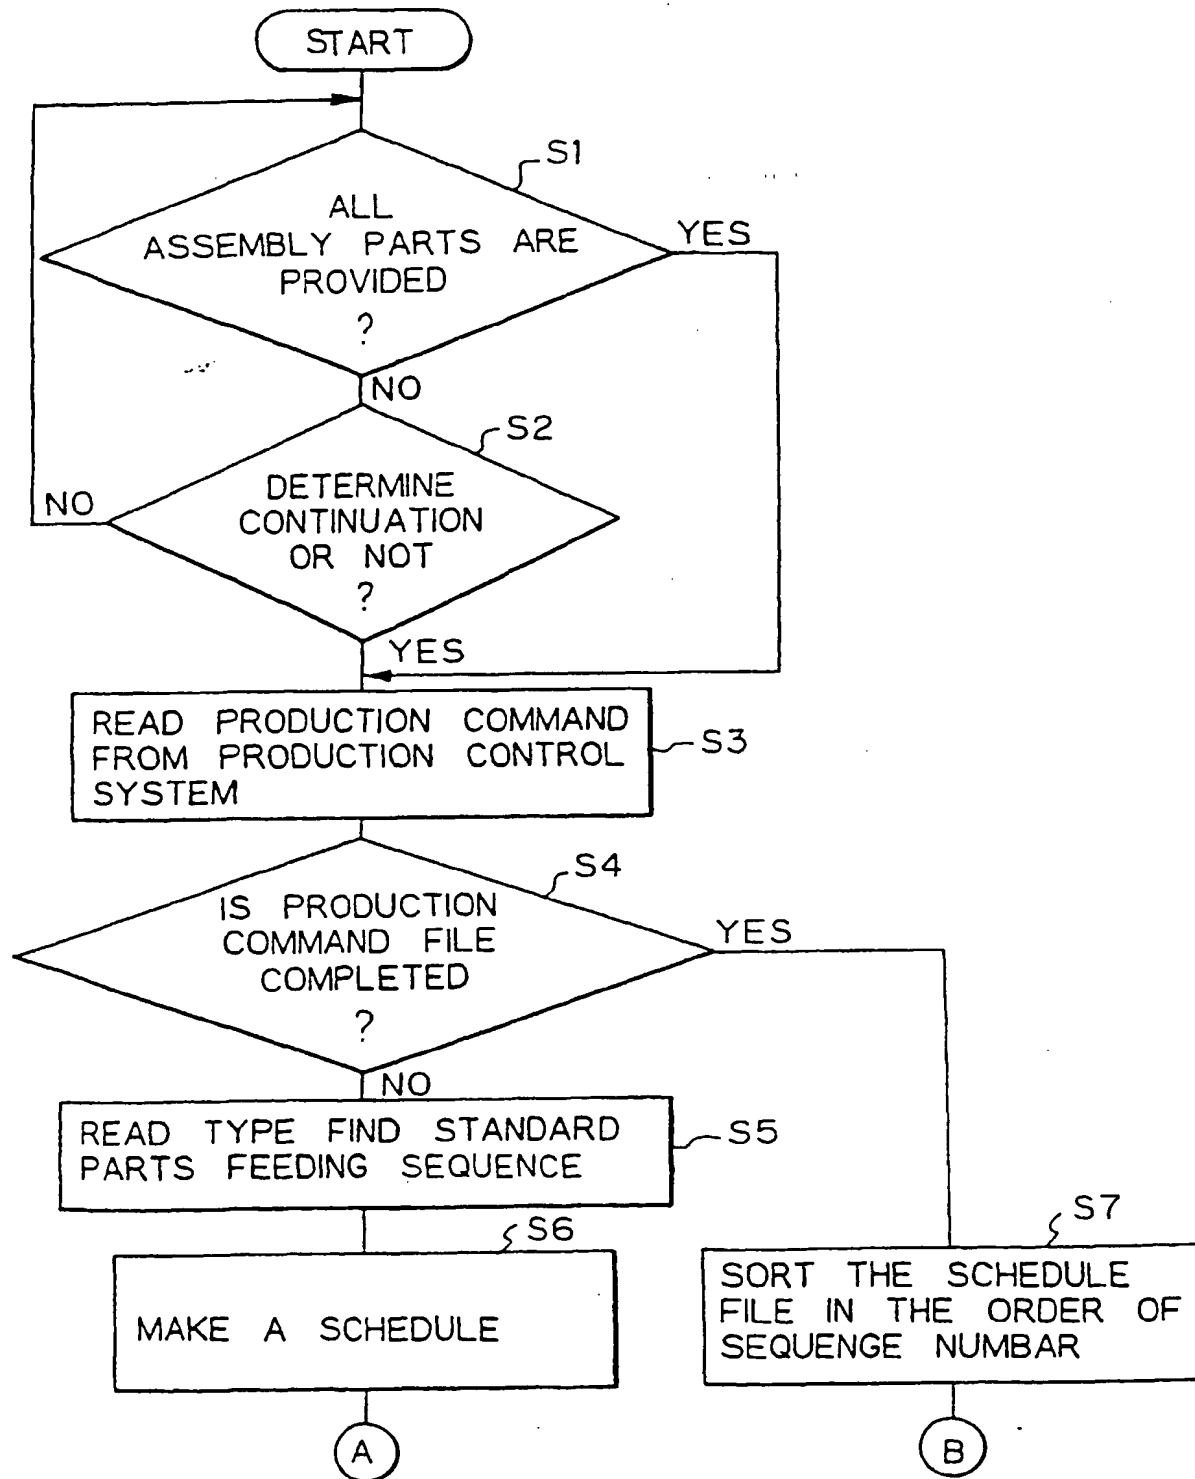 START
S1
ALL
ASSEMBLY PARTS ARE
PROVIDED
?
YES
NO
S2
DETERMINE
CONTINUATION
OR NOT
?
NO
YES
READ PRODUCTION COMMAND
FROM PRODUCTION CONTROL
SYSTEM
S3
S4
IS PRODUCTION
COMMAND FILE
COMPLETED
?
YES
NO
READ TYPE FIND STANDARD
PARTS FEEDING SEQUENCE
S5
S6
MAKE A SCHEDULE
S7
SORT THE SCHEDULE
FILE IN THE ORDER OF
SEQUENGE NUMBAR
A
B